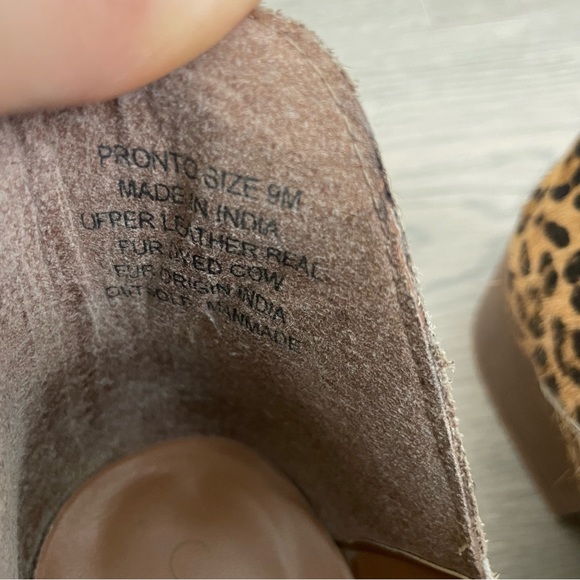 PRONTO SIZE 9M
MADE IN INDIA
UPPER LEATHER REAL
FUR DYED COW
FUR ORIGIN INDIA
OUTSOLE MANMADE